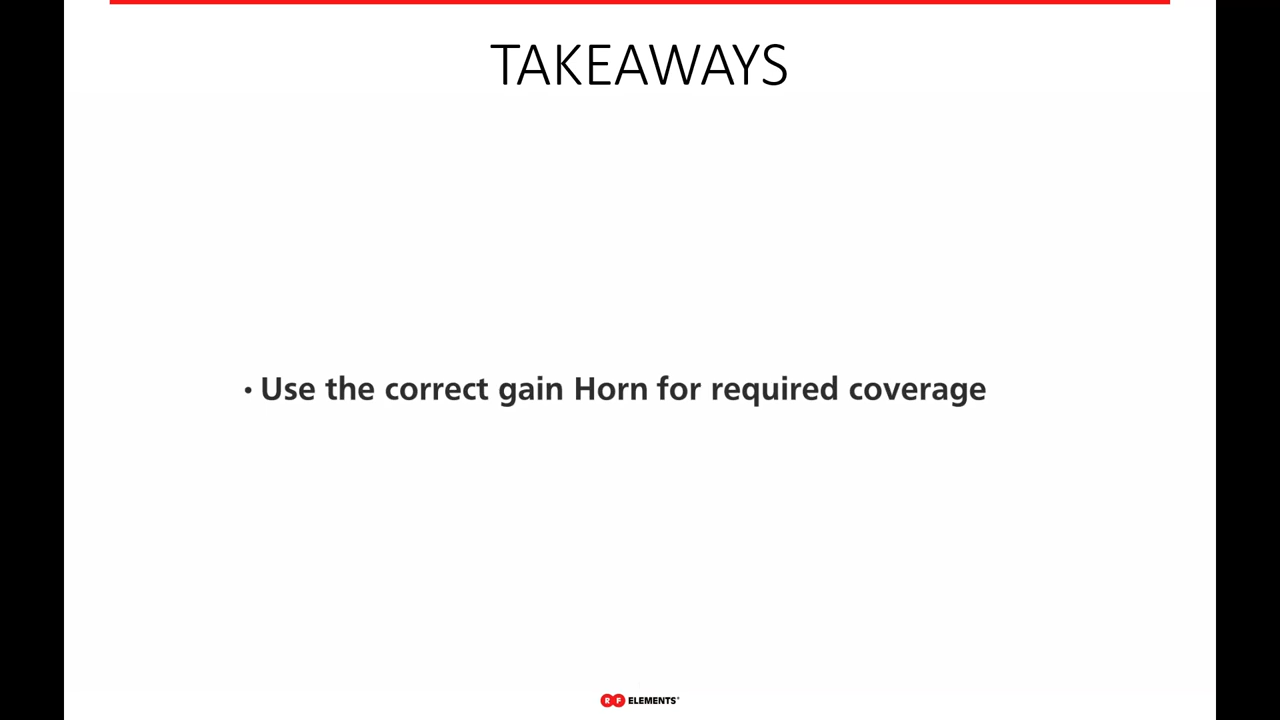 TAKEAWAYS
• Use the correct gain Horn for required coverage
RF ELEMENTS®